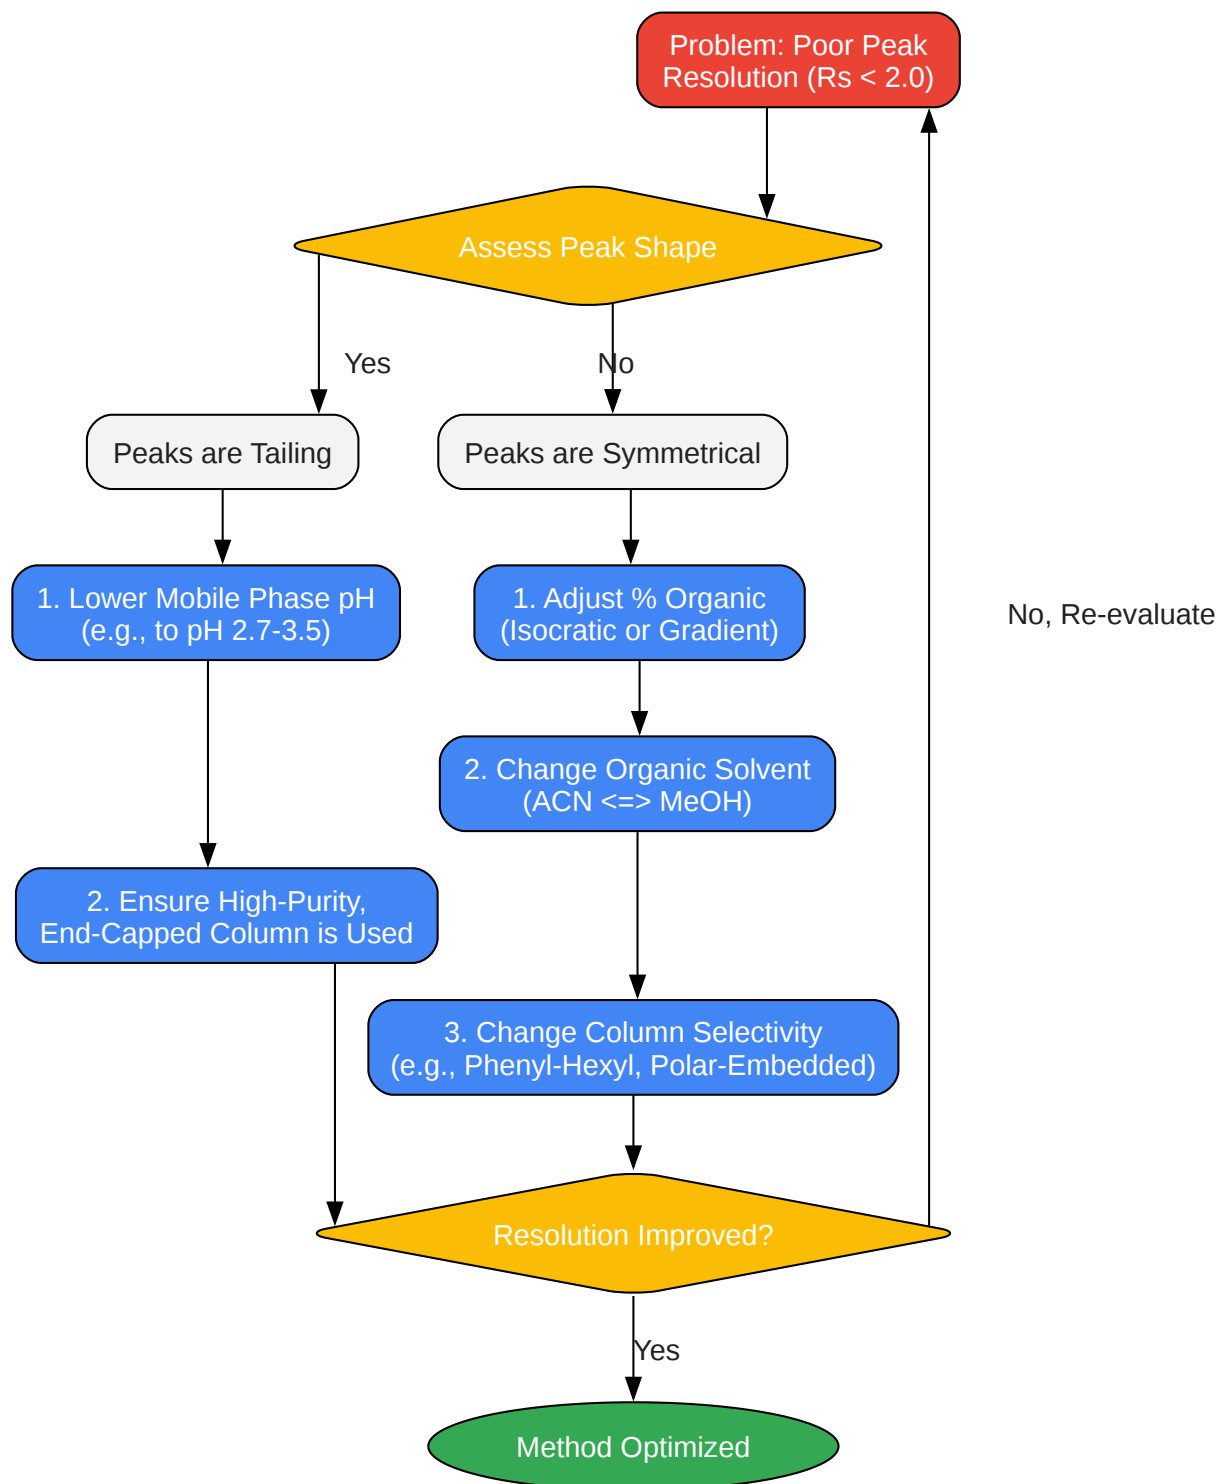 Problem: Poor Peak
Resolution (Rs < 2.0)
Assess Peak Shape
Yes
No
Peaks are Tailing
Peaks are Symmetrical
1. Lower Mobile Phase pH
(e.g., to pH 2.7-3.5)
1. Adjust % Organic
(Isocratic or Gradient)
No, Re-evaluate
2. Change Organic Solvent
(ACN <=> MeOH)
2. Ensure High-Purity,
End-Capped Column is Used
3. Change Column Selectivity
(e.g., Phenyl-Hexyl, Polar-Embedded)
Resolution Improved?
Yes
Method Optimized